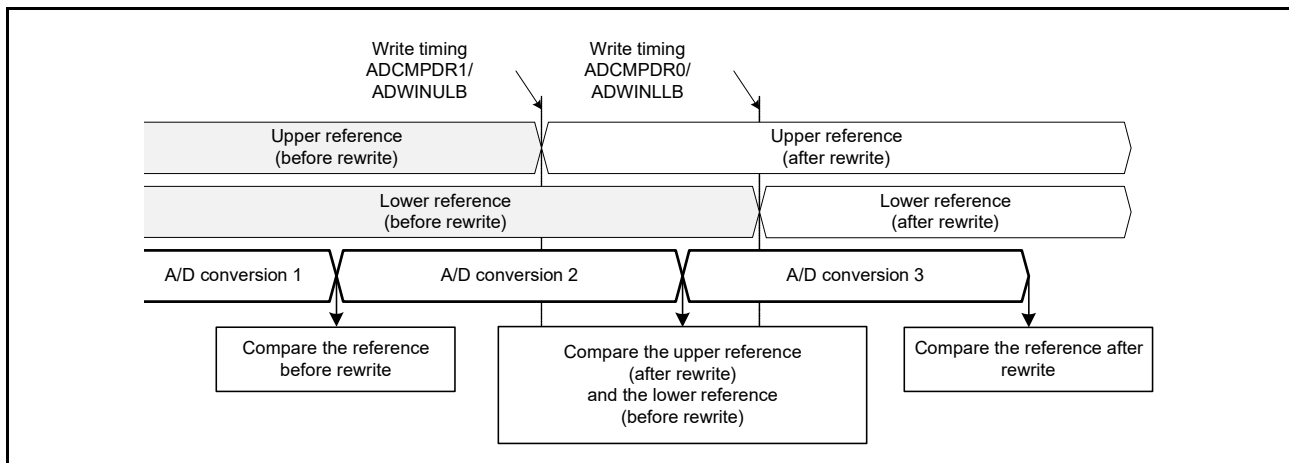 Write timing
ADCMPDR1/
ADWINULB
Write timing
ADCMPDR0/
ADWINLLB
Upper reference
(before rewrite)
Upper reference
(after rewrite)
Lower reference
(before rewrite)
Lower reference
(after rewrite)
A/D conversion 1
A/D conversion 2
A/D conversion 3
Compare the reference
before rewrite
Compare the upper reference
(after rewrite)
and the lower reference
(before rewrite)
Compare the reference after
rewrite